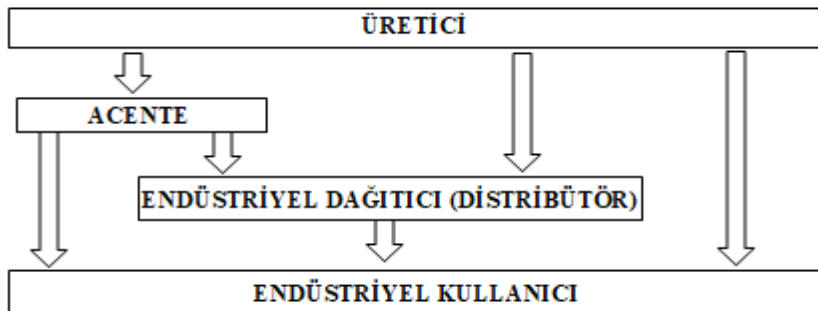 ÜRETİCİ
ACENTE
ENDÜSTRİYEL DAĞITICI (DİSTRİBÜTÖR)
ENDÜSTRİYEL KULLANICI